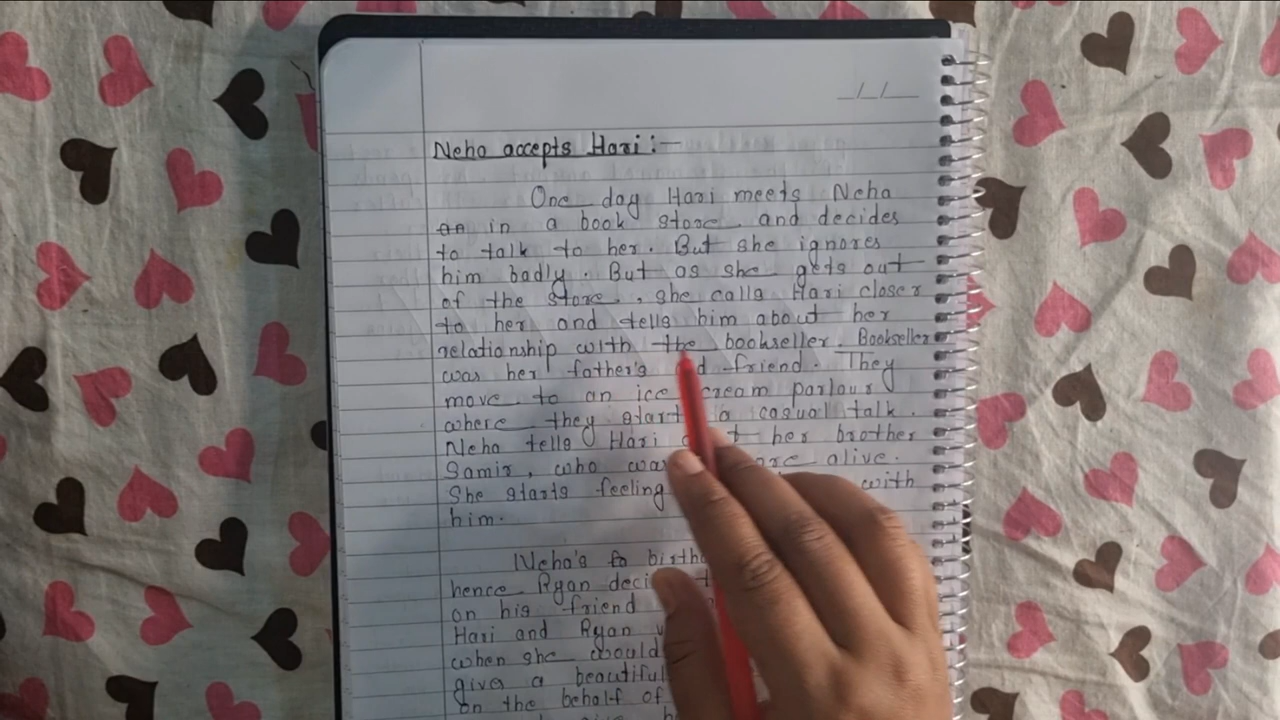 _/_/_
Neha accepts Hari :-
One day Hari meets Neha
an in a book store and decides
to talk to her. But she ignores
him badly. But as she gets out
of the store, she calls Hari closer
to her and tells him about her
relationship with the bookseller. Bookseller
was her father's friend. They
move to an ice cream parlour
where they start a casual talk.
Neha tells Hari her brother
Samir, who alive.
She starts feeling with
him.
Neha's to
hence Ryan
on his friend
Hari and Ryan
when she would
give a beautiful
on the behalf of